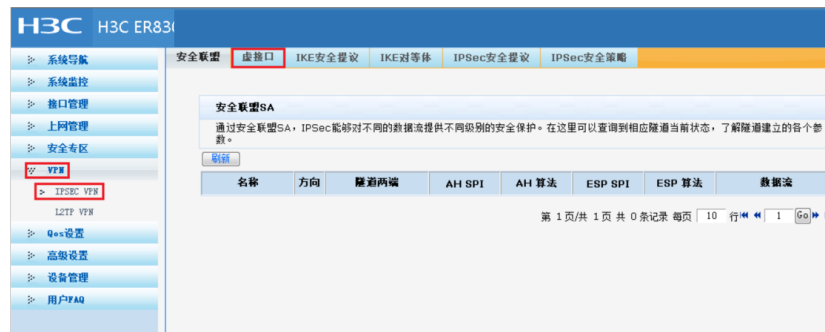 H3C H3C ER83
系统导航
系统监控
接口管理
上网管理
安全专区
VPN
IPSEC VPN
L2TP VPN
Qos设置
高级设置
设备管理
用户FAQ
安全联盟 虚接口 IKE安全提议 IKE对等体 IPSec安全提议 IPSec安全策略
安全联盟SA
通过安全联盟SA，IPSec能够对不同的数据流提供不同级别的安全保护。在这里可以查询到相应隧道当前状态，了解隧道建立的各个参
数。
刷新
名称 方向 隧道两端 AH SPI AH 算法 ESP SPI ESP 算法 数据流
第 1 页/共 1 页 共 0 条记录 每页 10 行 1 Go